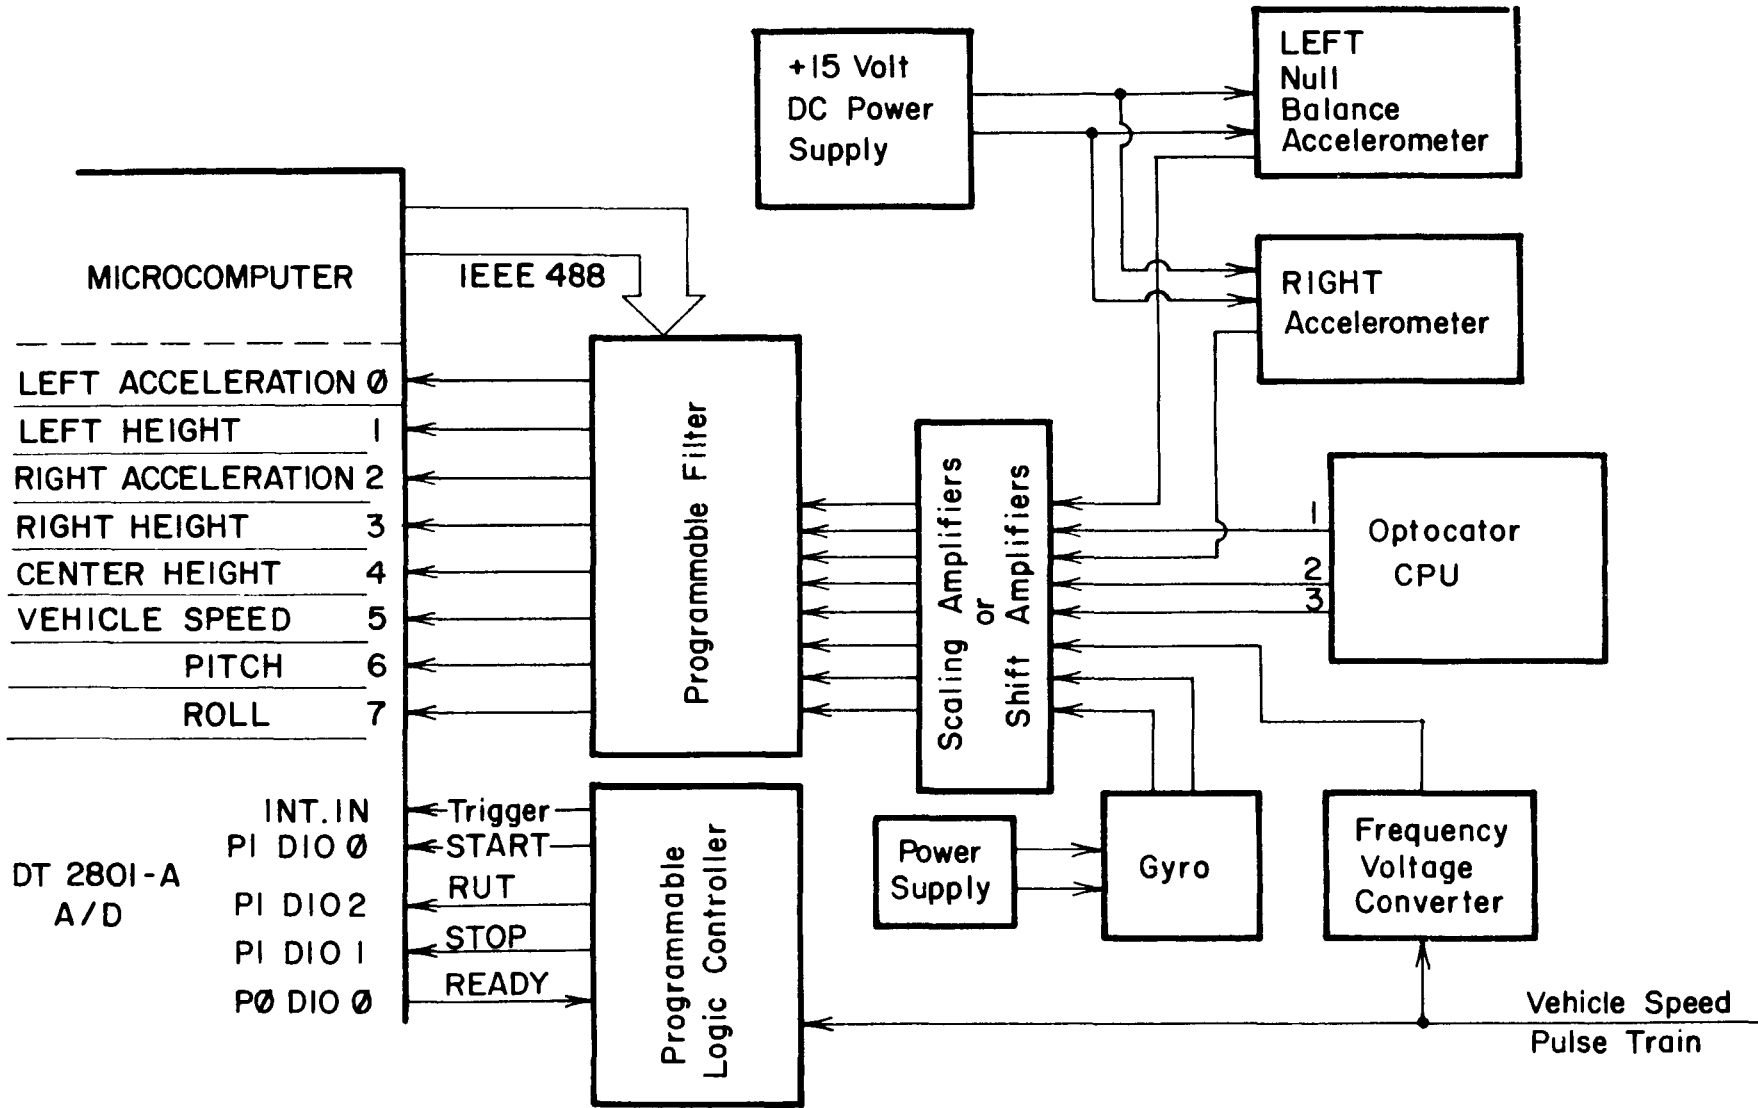 +15 Volt
DC Power
Supply
LEFT
Null
Balance
Accelerometer
RIGHT
Accelerometer
MICROCOMPUTER
IEEE 488
LEFT ACCELERATION 0
LEFT HEIGHT 1
RIGHT ACCELERATION 2
RIGHT HEIGHT 3
CENTER HEIGHT 4
VEHICLE SPEED 5
PITCH 6
ROLL 7
Programmable Filter
Scaling Amplifiers
or
Shift Amplifiers
1
2
3
Optocator
CPU
INT.IN
Trigger
PI DIO 0
START
PI DIO 2
RUT
PI DIO 1
STOP
P0 DIO 0
READY
DT 2801-A
A/D
Programmable
Logic Controller
Power
Supply
Gyro
Frequency
Voltage
Converter
Vehicle Speed
Pulse Train